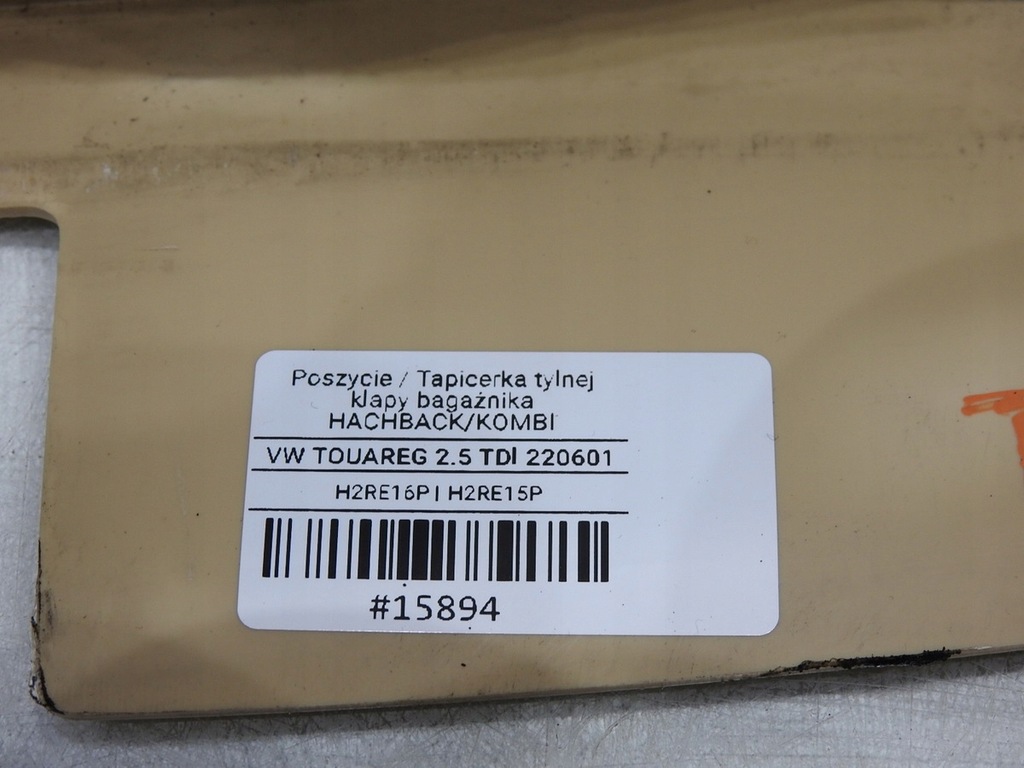 Poszycie / Tapicerka tylnej
klapy bagażnika
HACHBACK/KOMBI
VW TOUAREG 2.5 TDI 220601
H2RE16P | H2RE15P
#15894